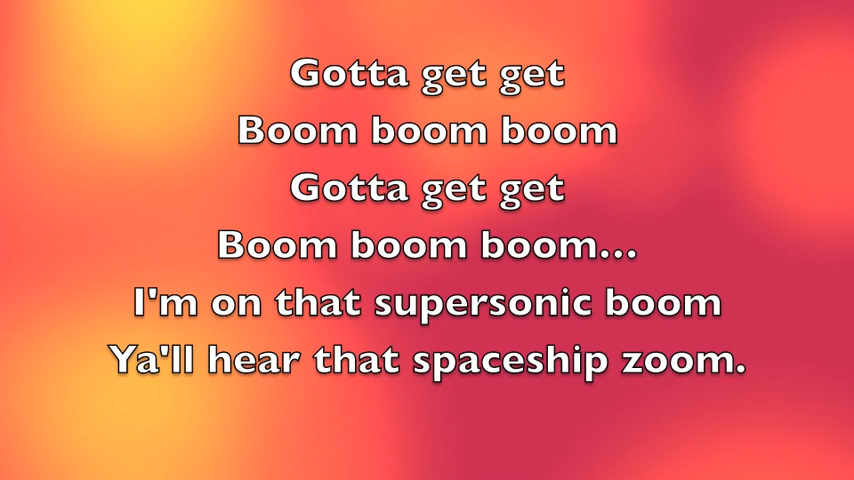 Gotta get get
Boom boom boom
Gotta get get
Boom boom boom...
I'm on that supersonic boom
Ya'll hear that spaceship zoom.